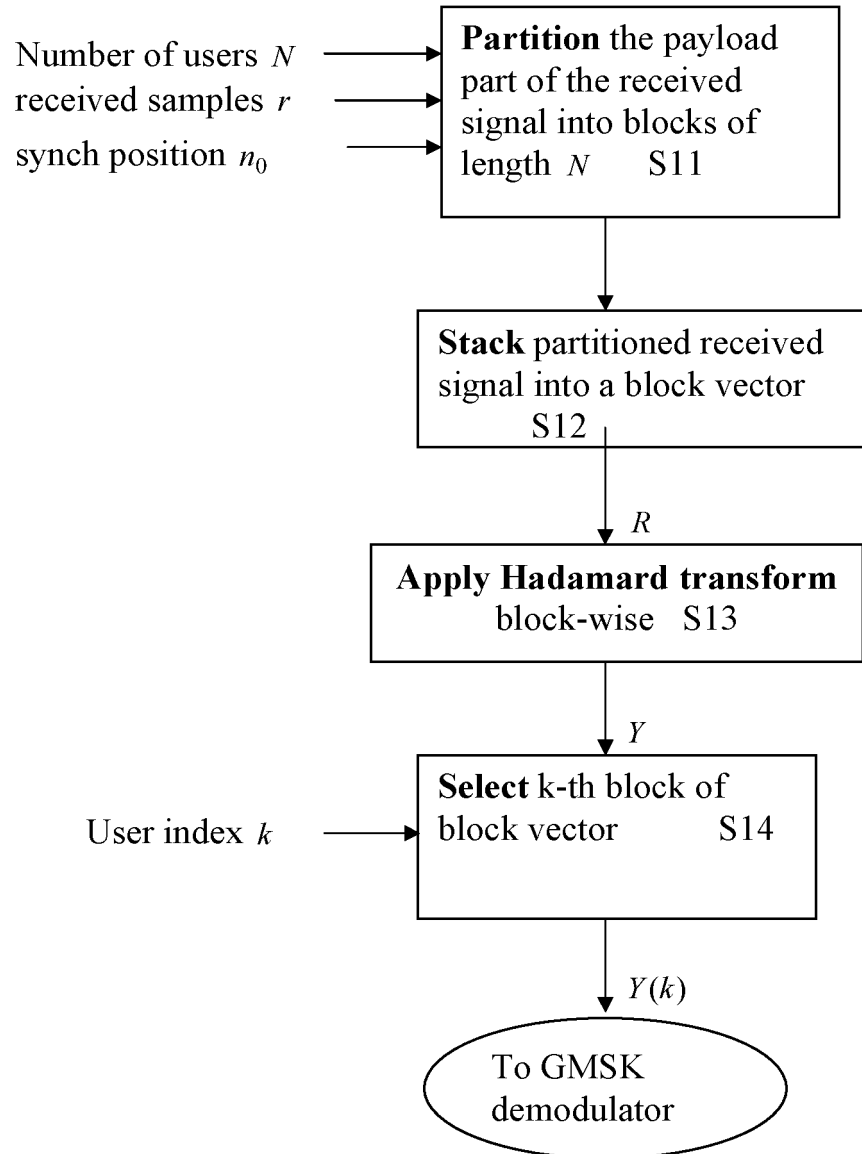 Number of users N
received samples r
synch position n₀
Partition the payload
part of the received
signal into blocks of
length N S11
Stack partitioned received
signal into a block vector
S12
R
Apply Hadamard transform
block-wise S13
Y
Select k-th block of
block vector S14
User index k
Y(k)
To GMSK
demodulator